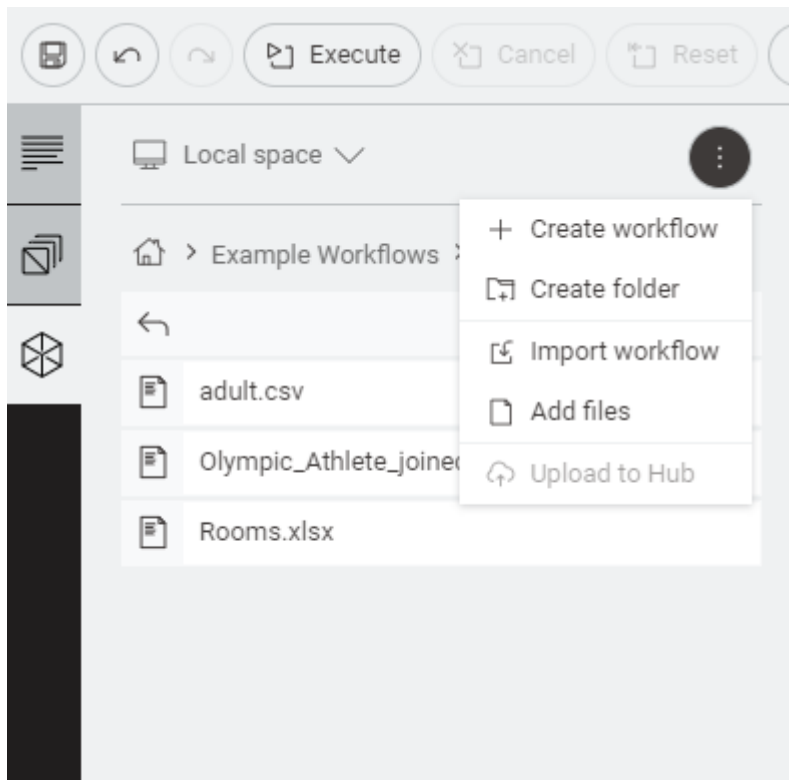 Execute Cancel Reset
Local space
Create workflow
Example Workflows
Create folder
Import workflow
adult.csv
Add files
Olympic_Athlete_joined
Upload to Hub
Rooms.xlsx